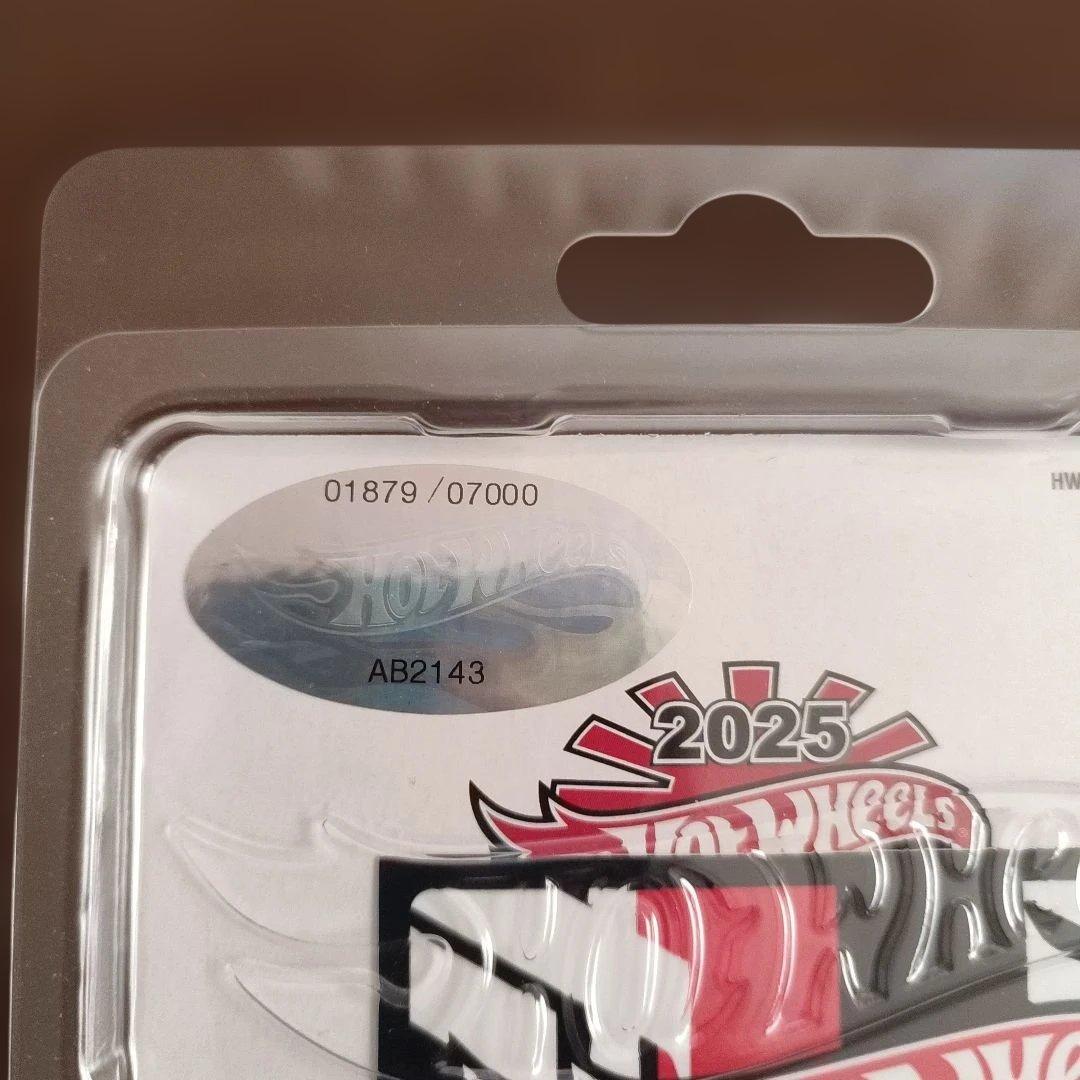 01879 /07000
HW
HOT WHEELS
AB2143
2025
HOT WHEELS